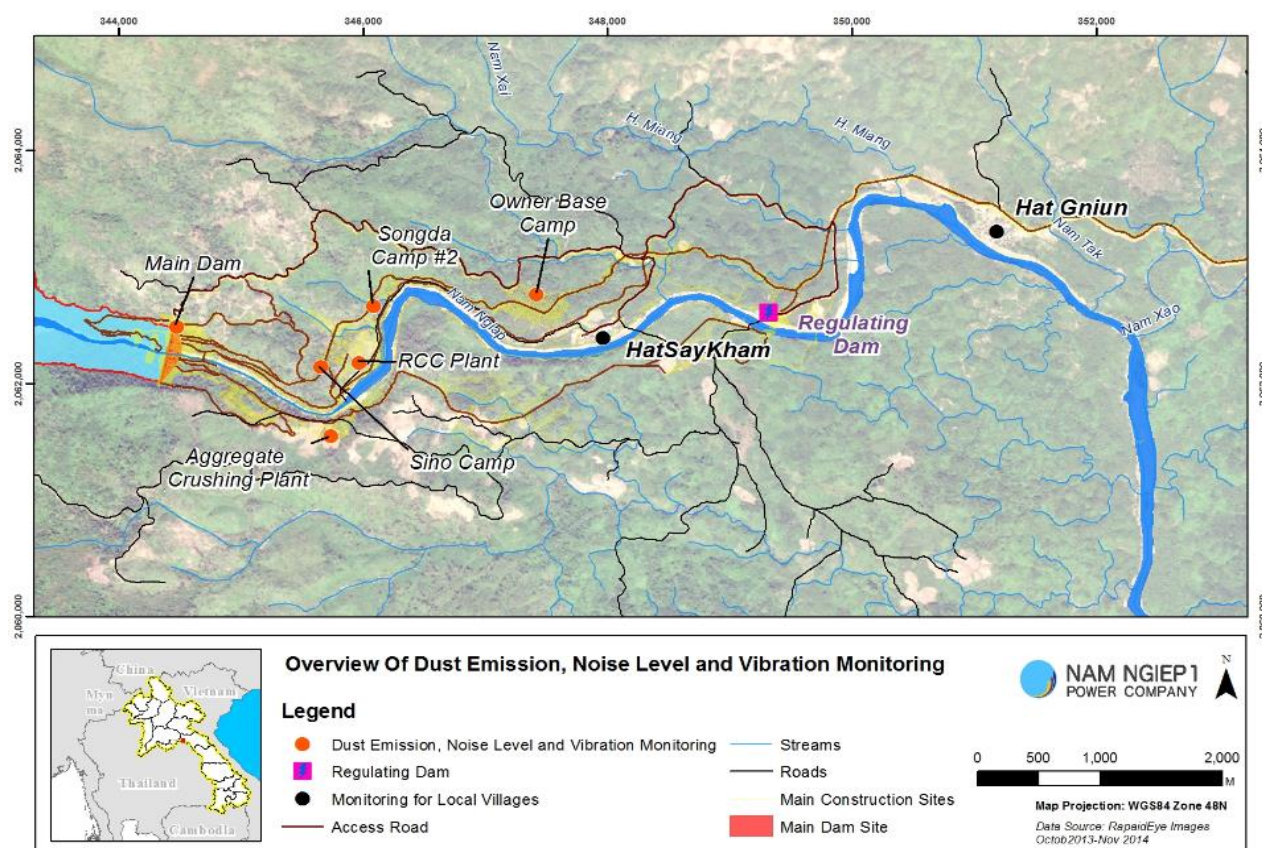 344,000
346,000
348,000
350,000
352,000
Nam Xai
2,064,000
H. Miang
H. Miang
Owner Base
Camp
Hat Gniun
Songda
Camp #2
Nam Tak
Main Dam
Nam Ngiap
Regulating
Dam
Nam Xao
RCC Plant
HatSayKham
2,062,000
Sino Camp
Aggregate
Crushing Plant
2,060,000
Overview Of Dust Emission, Noise Level and Vibration Monitoring
NAM NGIEP1
POWER COMPANY
N
China
Vietnam
Myn
ma
Thailand
Cambodla
Legend
Dust Emission, Noise Level and Vibration Monitoring
Regulating Dam
Monitoring for Local Villages
Access Road
Streams
Roads
Main Construction Sites
Main Dam Site
0 500 1,000 2,000
M
Map Projection: WGS84 Zone 48N
Data Source: RapaidEye Images
Octob2013-Nov 2014